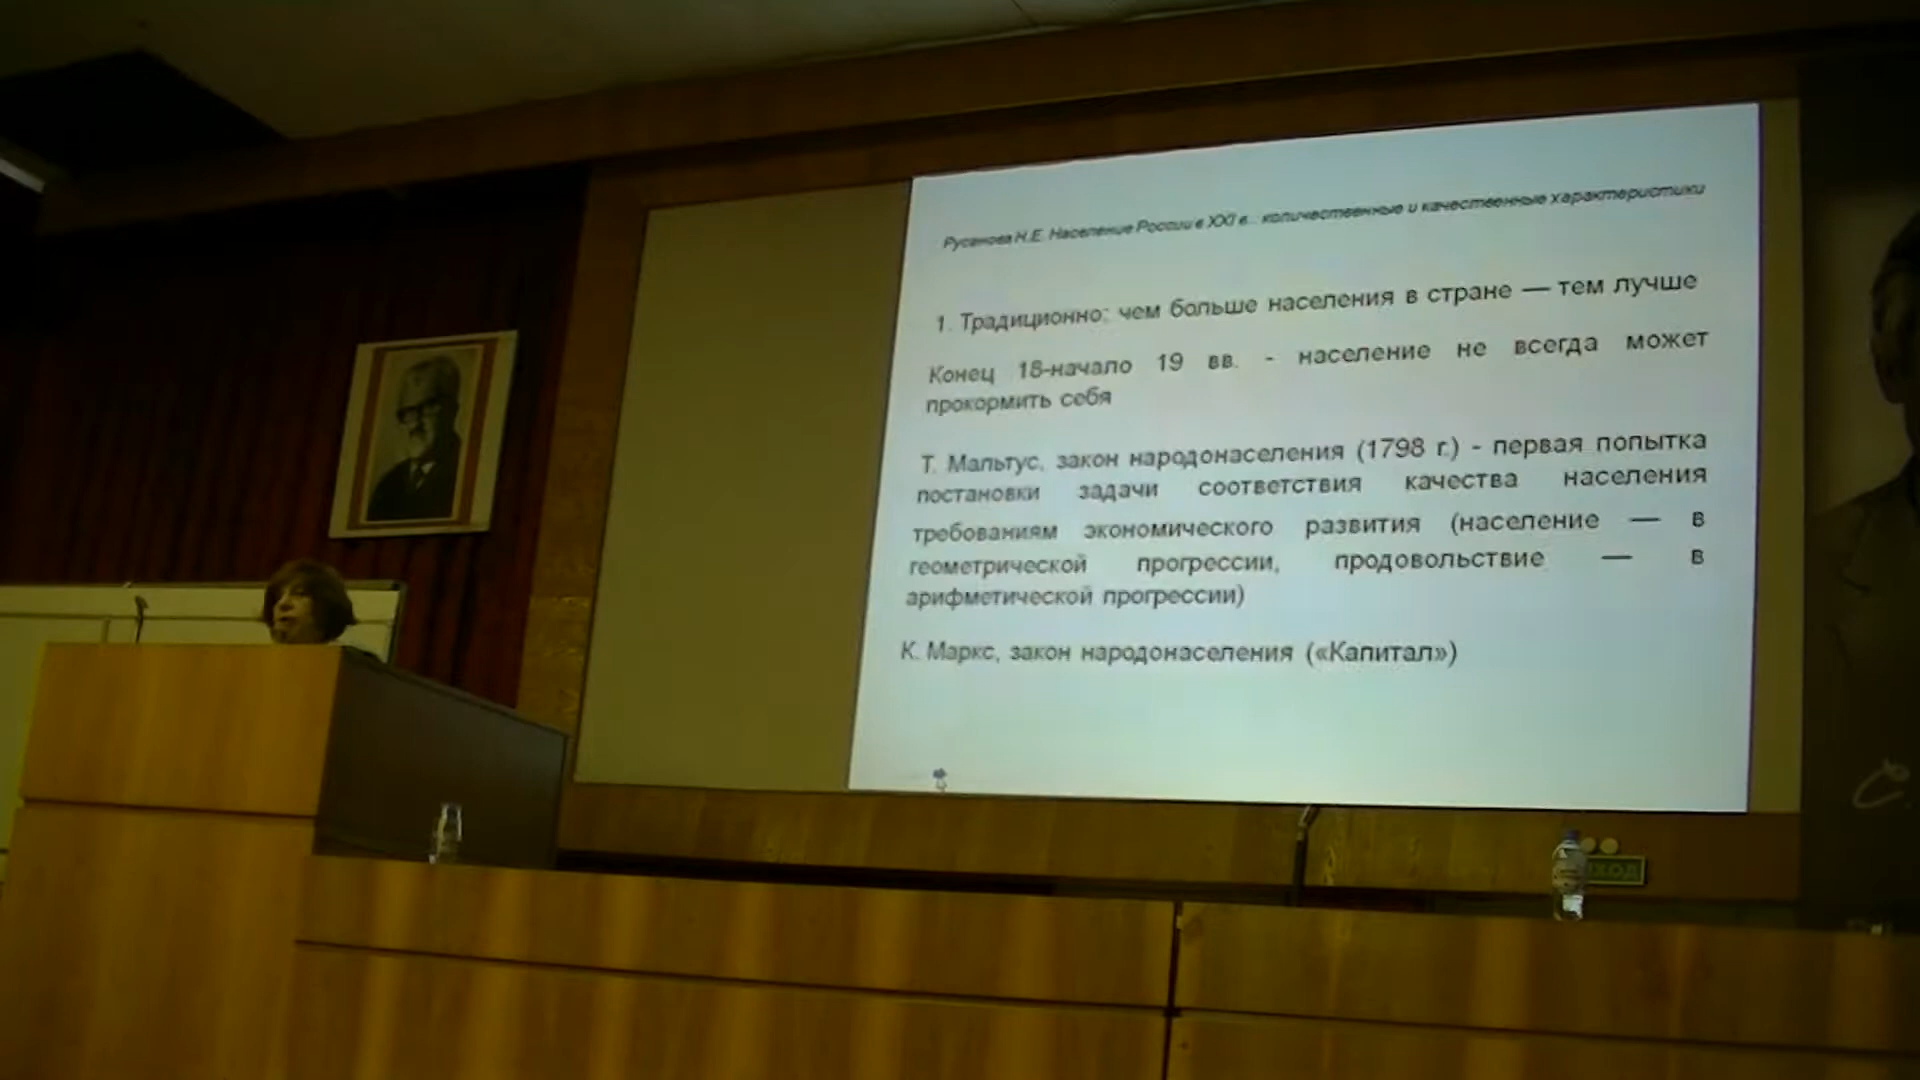 Русанова Н.Е. Население России в XXI в.: количественные и качественные характеристики
1. Традиционно: чем больше населения в стране — тем лучше
Конец 18-начало 19 вв. - население не всегда может
прокормить себя
Т. Мальтус, закон народонаселения (1798 г.) - первая попытка
постановки задачи соответствия качества населения
требованиям экономического развития (население — в
геометрической прогрессии, продовольствие — в
арифметической прогрессии)
К. Маркс, закон народонаселения («Капитал»)